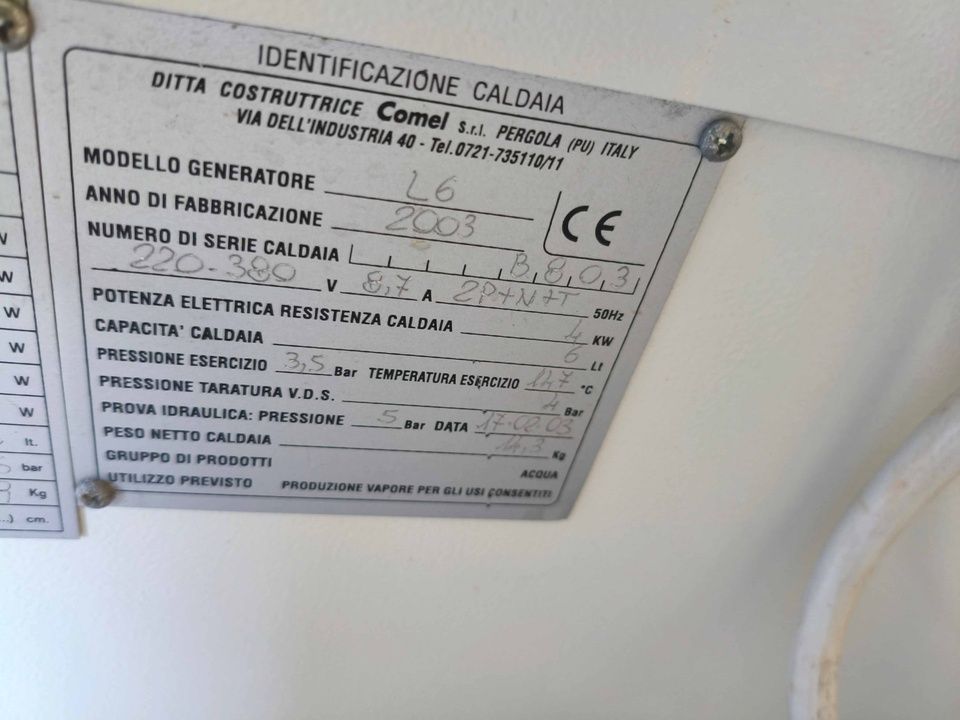 IDENTIFICAZIONE CALDAIA
DITTA COSTRUTTRICE Comel S.r.l. PERGOLA (PU) ITALY
VIA DELL'INDUSTRIA 40 - Tel.0721-735110/11
MODELLO GENERATORE L6
ANNO DI FABBRICAZIONE 2003
CE
NUMERO DI SERIE CALDAIA B.8.0.3
220-380 V 8,7 A 2P+N+T 50Hz
POTENZA ELETTRICA RESISTENZA CALDAIA 4 KW
CAPACITA' CALDAIA 6 Lt
PRESSIONE ESERCIZIO 3,5 Bar TEMPERATURA ESERCIZIO 147 °C
PRESSIONE TARATURA V.D.S. 4 Bar
PROVA IDRAULICA: PRESSIONE 5 Bar DATA 17-02-03
PESO NETTO CALDAIA 14,3 Kg
GRUPPO DI PRODOTTI ACQUA
UTILIZZO PREVISTO PRODUZIONE VAPORE PER GLI USI CONSENTITI
W
W
W
W
W
W
lt.
bar
Kg
...) cm.